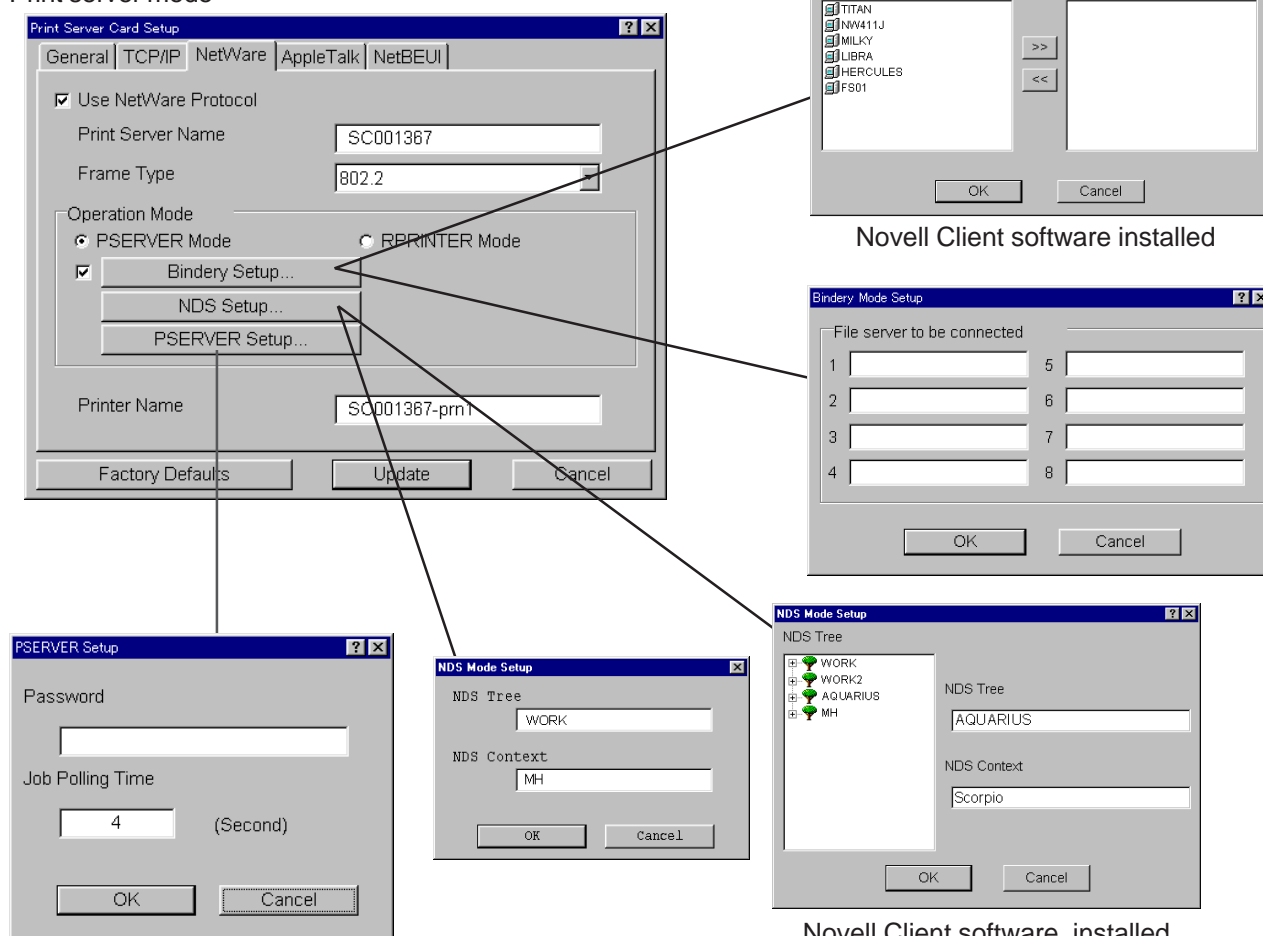 Print server mode
Print Server Card Setup
General TCP/IP NetWare AppleTalk NetBEUI
Use NetWare Protocol
Print Server Name SC001367
Frame Type 802.2
Operation Mode
PSERVER Mode RPRINTER Mode
Bindery Setup...
NDS Setup...
PSERVER Setup...
Printer Name SC001367-prn1
Factory Defaults Update Cancel
TITAN
NW411J
MILKY
LIBRA
HERCULES
FS01
>>
<<
OK Cancel
Novell Client software installed
Bindery Mode Setup
File server to be connected
1 5
2 6
3 7
4 8
OK Cancel
PSERVER Setup
Password
Job Polling Time
4 (Second)
OK Cancel
NDS Mode Setup
NDS Tree
WORK
NDS Context
MH
OK Cancel
NDS Mode Setup
NDS Tree
WORK
WORK2
AQUARIUS
MH
NDS Tree
AQUARIUS
NDS Context
Scorpio
OK Cancel
Novell Client software installed